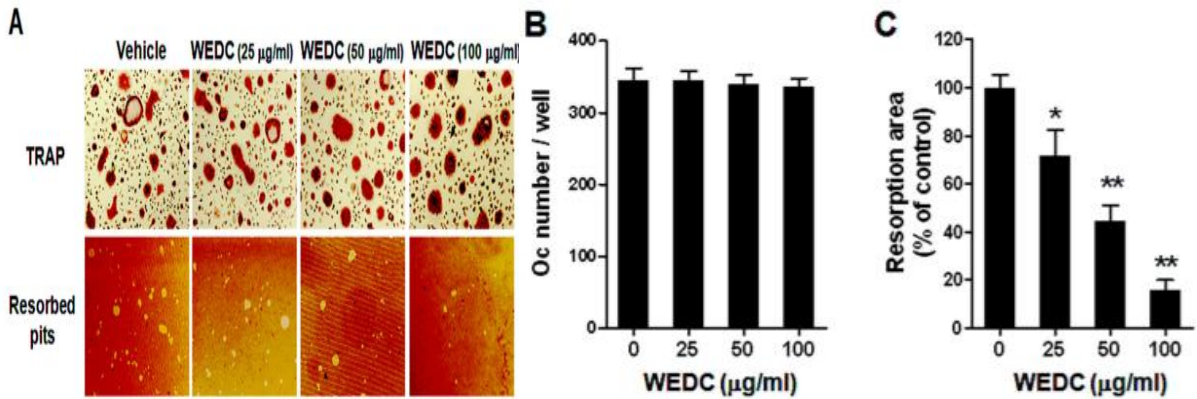 A
Vehicle WEDC (25 μg/ml) WEDC (50 μg/ml) WEDC (100 μg/ml)
TRAP
Resorbed
pits
B
Oc number / well
400
300
200
100
0
0 25 50 100
WEDC (μg/ml)
C
Resorption area
(% of control)
120
100
80
60
40
20
0
*
**
**
0 25 50 100
WEDC (μg/ml)